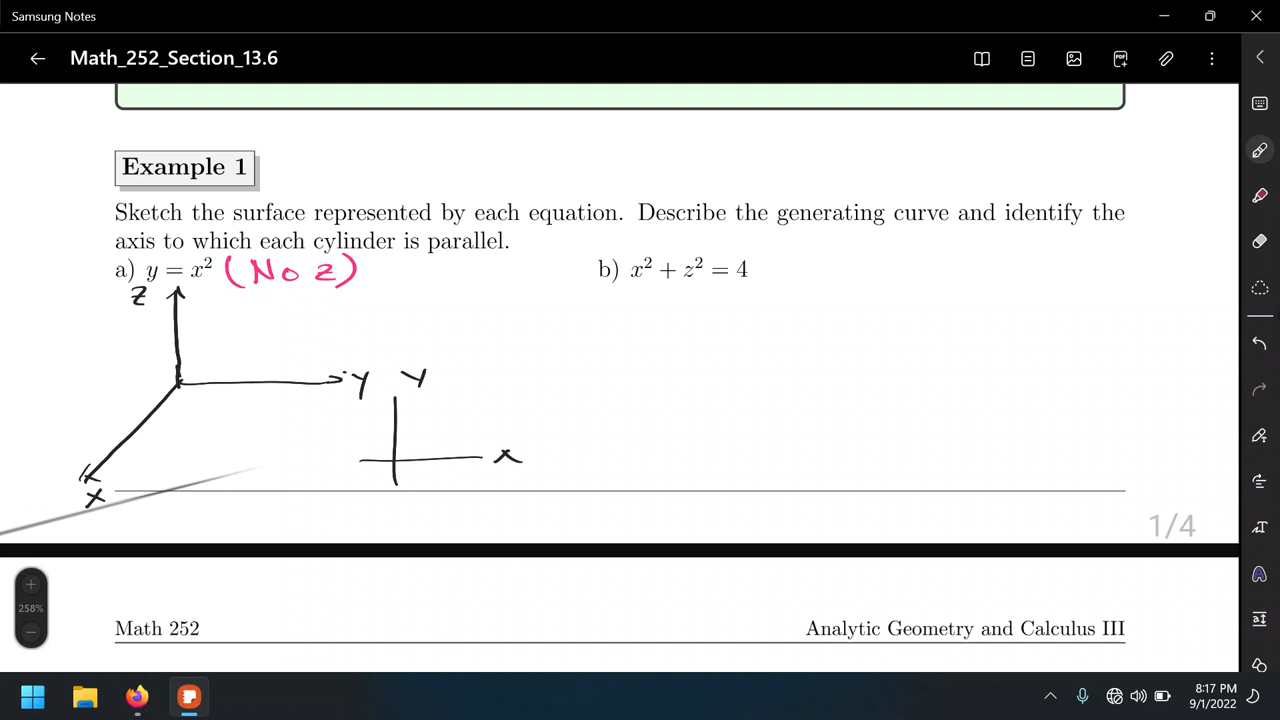 Samsung Notes
Math_252_Section_13.6
Example 1
Sketch the surface represented by each equation. Describe the generating curve and identify the
axis to which each cylinder is parallel.
a) y = x² (No z)
b) x² + z² = 4
z
y
y
x
x
1/4
258%
Math 252
Analytic Geometry and Calculus III
8:17 PM
9/1/2022